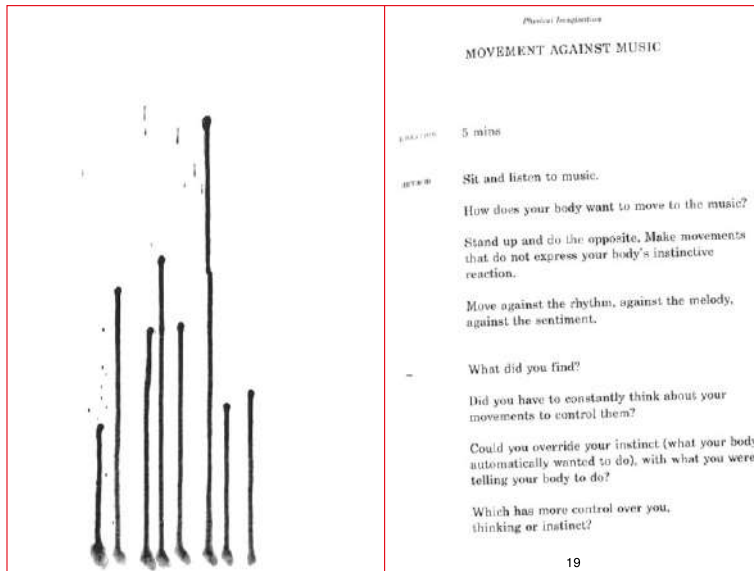 Physical Imagination
MOVEMENT AGAINST MUSIC
DURATION
5 mins
Sit and listen to music.
How does your body want to move to the music?
Stand up and do the opposite. Make movements
that do not express your body's instinctive
reaction.
Move against the rhythm, against the melody,
against the sentiment.
–
What did you find?
Did you have to constantly think about your
movements to control them?
Could you override your instinct (what your body
automatically wanted to do), with what you were
telling your body to do?
Which has more control over you,
thinking or instinct?
19